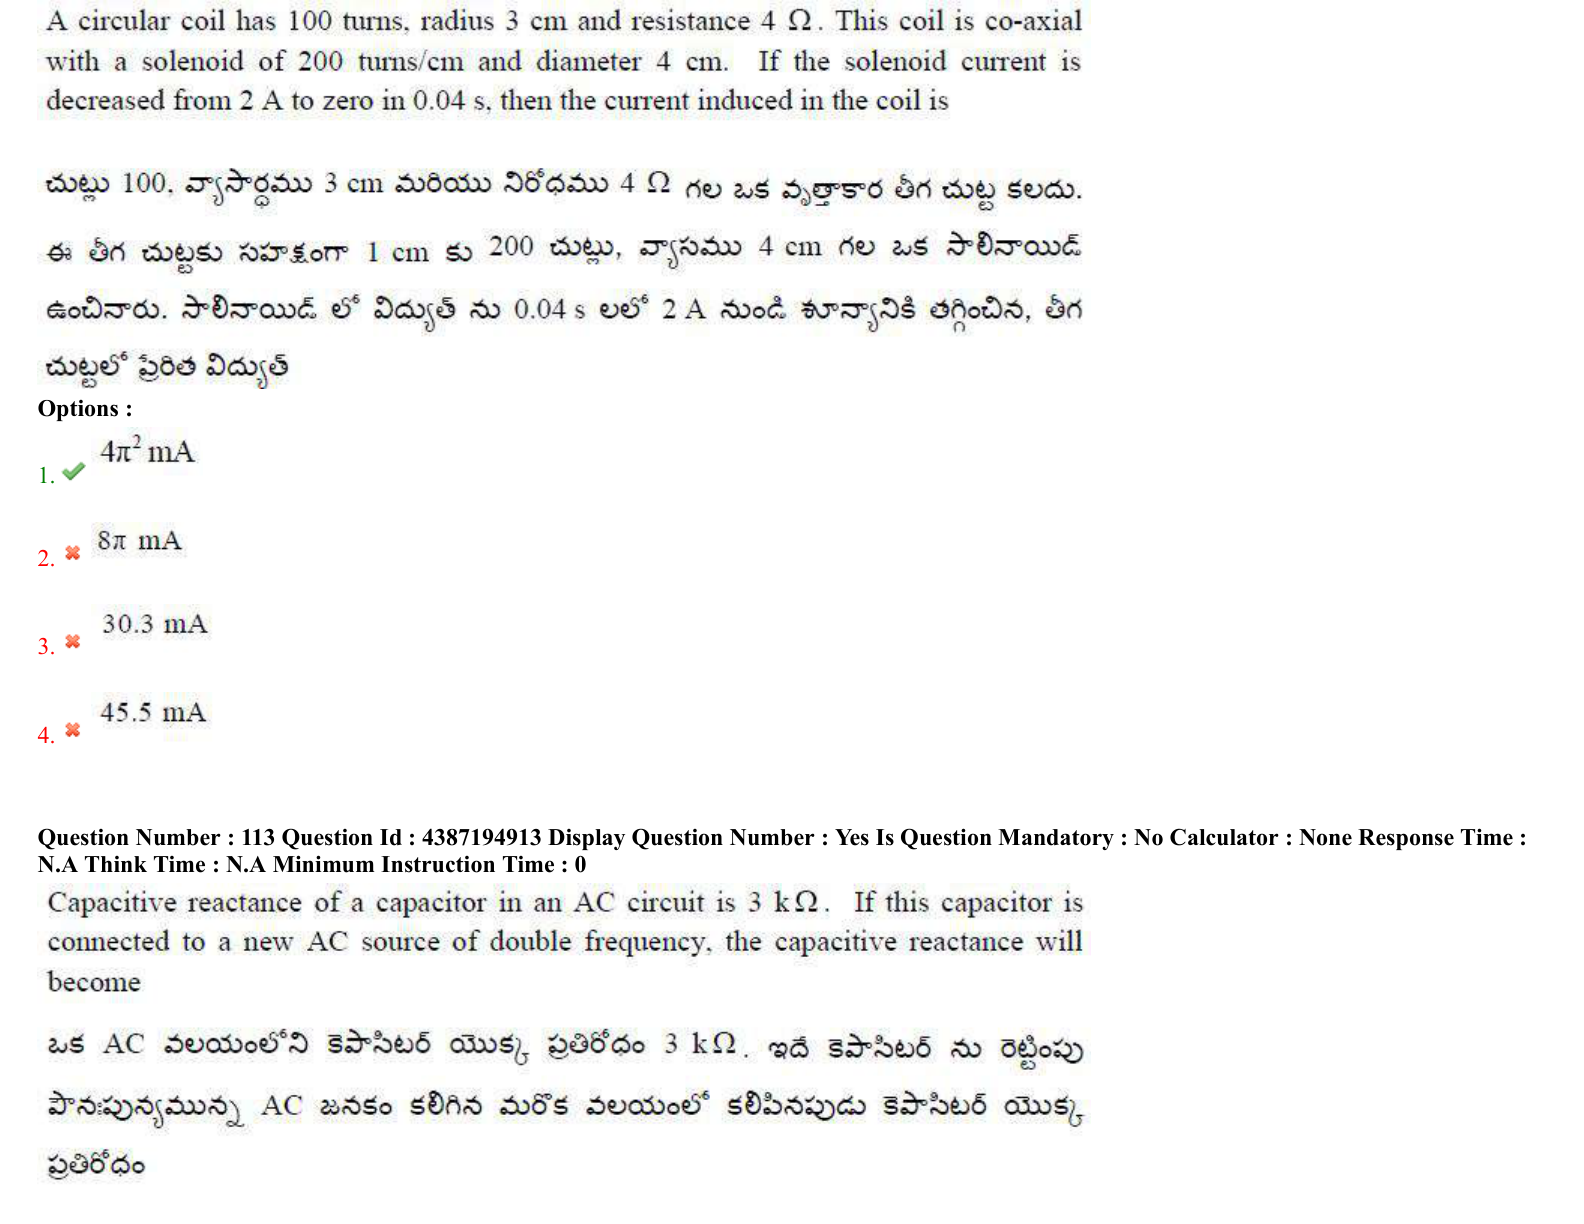 A circular coil has 100 turns, radius 3 cm and resistance 4 Ω. This coil is co-axial
with a solenoid of 200 turns/cm and diameter 4 cm. If the solenoid current is
decreased from 2 A to zero in 0.04 s, then the current induced in the coil is
చుట్లు 100, వ్యాసార్ధము 3 cm మరియు నిరోధము 4 Ω గల ఒక వృత్తాకార తీగ చుట్ట కలదు.
ఈ తీగ చుట్టకు సహక్షంగా 1 cm కు 200 చుట్లు, వ్యాసము 4 cm గల ఒక సాలినాయిడ్
ఉంచినారు. సాలినాయిడ్ లో విద్యుత్ ను 0.04 s లలో 2 A నుండి శూన్యానికి తగ్గించిన, తీగ
చుట్టలో ప్రేరిత విద్యుత్
Options :
4π² mA
1.
8π mA
2.
30.3 mA
3.
45.5 mA
4.
Question Number : 113 Question Id : 4387194913 Display Question Number : Yes Is Question Mandatory : No Calculator : None Response Time :
N.A Think Time : N.A Minimum Instruction Time : 0
Capacitive reactance of a capacitor in an AC circuit is 3 kΩ. If this capacitor is
connected to a new AC source of double frequency, the capacitive reactance will
become
ఒక AC వలయంలోని కెపాసిటర్ యొక్క ప్రతిరోధం 3 kΩ. ఇదే కెపాసిటర్ ను రెట్టింపు
పౌనఃపున్యమున్న AC జనకం కలిగిన మరొక వలయంలో కలిపినపుడు కెపాసిటర్ యొక్క
ప్రతిరోధం